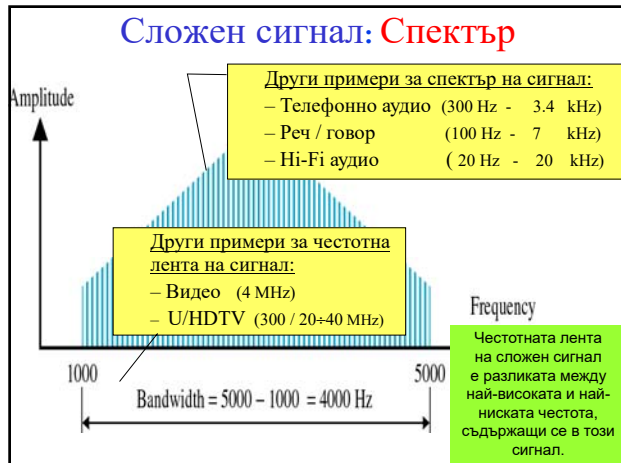 Сложен сигнал: Спектър
Amplitude
Други примери за спектър на сигнал:
– Телефонно аудио (300 Hz - 3.4 kHz)
– Реч / говор (100 Hz - 7 kHz)
– Hi-Fi аудио ( 20 Hz - 20 kHz)
Други примери за честотна
лента на сигнал:
– Видео (4 MHz)
– U/HDTV (300 / 20÷40 MHz)
Frequency
1000
5000
Bandwidth = 5000 – 1000 = 4000 Hz
Честотната лента
на сложен сигнал
е разликата между
най-високата и най-
ниската честота,
съдържащи се в този
сигнал.